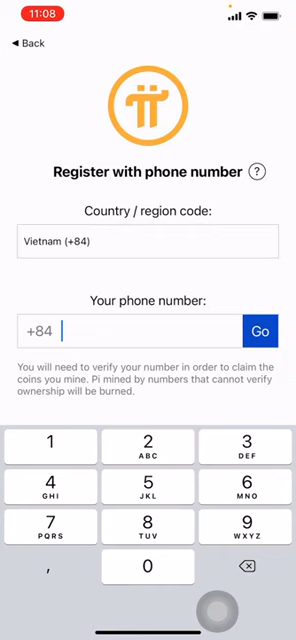 11:08
◀ Back
Register with phone number ?
Country / region code:
Vietnam (+84)
Your phone number:
+84 Go
You will need to verify your number in order to claim the
coins you mine. Pi mined by numbers that cannot verify
ownership will be burned.
1 2 3
ABC DEF
4 5 6
GHI JKL MNO
7 8 9
PQRS TUV WXYZ
, 0